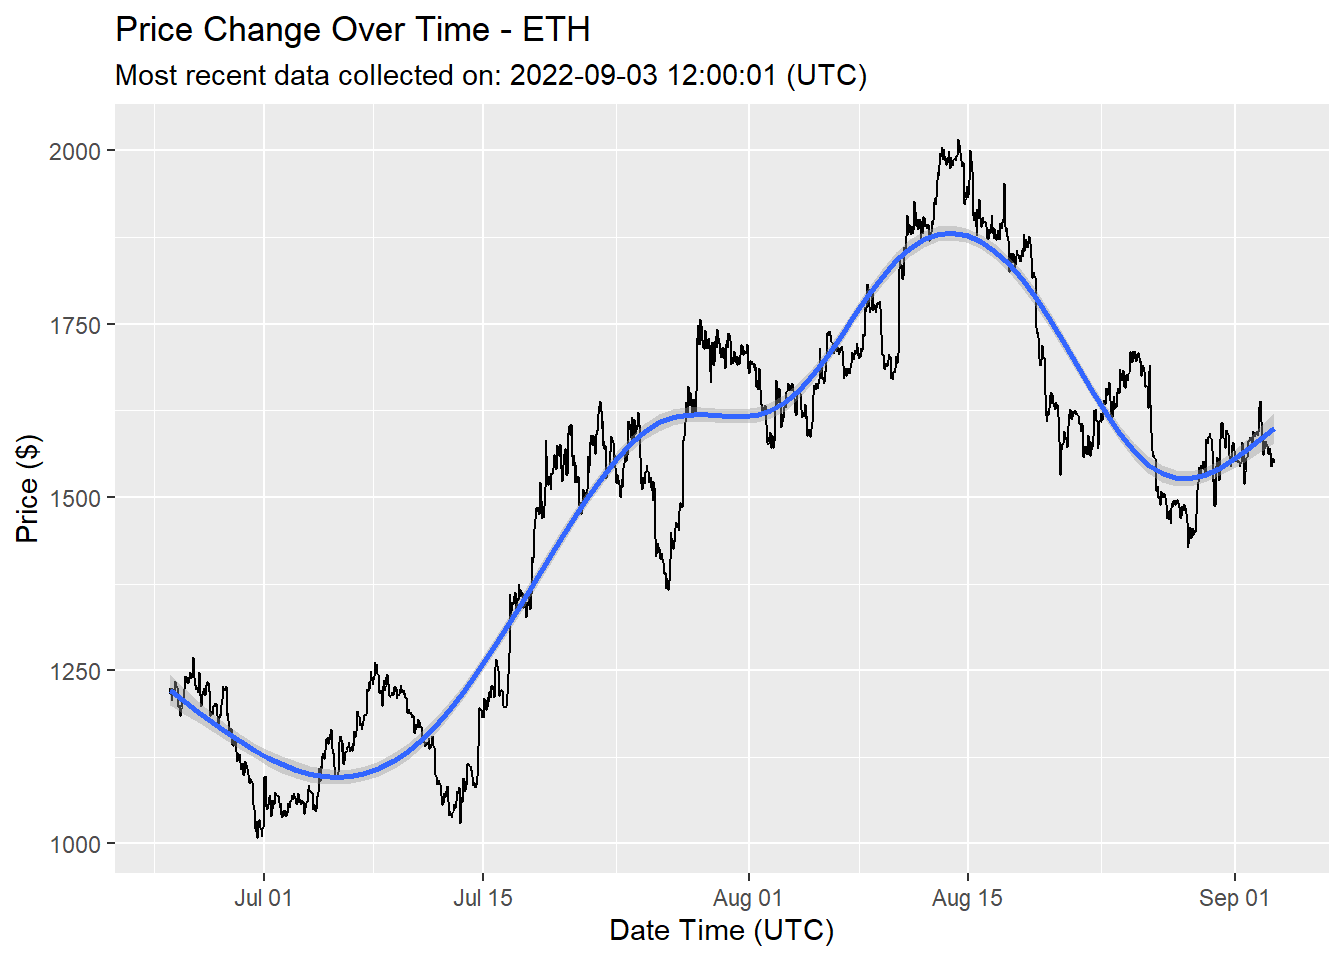 Price Change Over Time - ETH
Most recent data collected on: 2022-09-03 12:00:01 (UTC)
Price ($)
2000
1750
1500
1250
1000
Jul 01 Jul 15 Aug 01 Aug 15 Sep 01
Date Time (UTC)